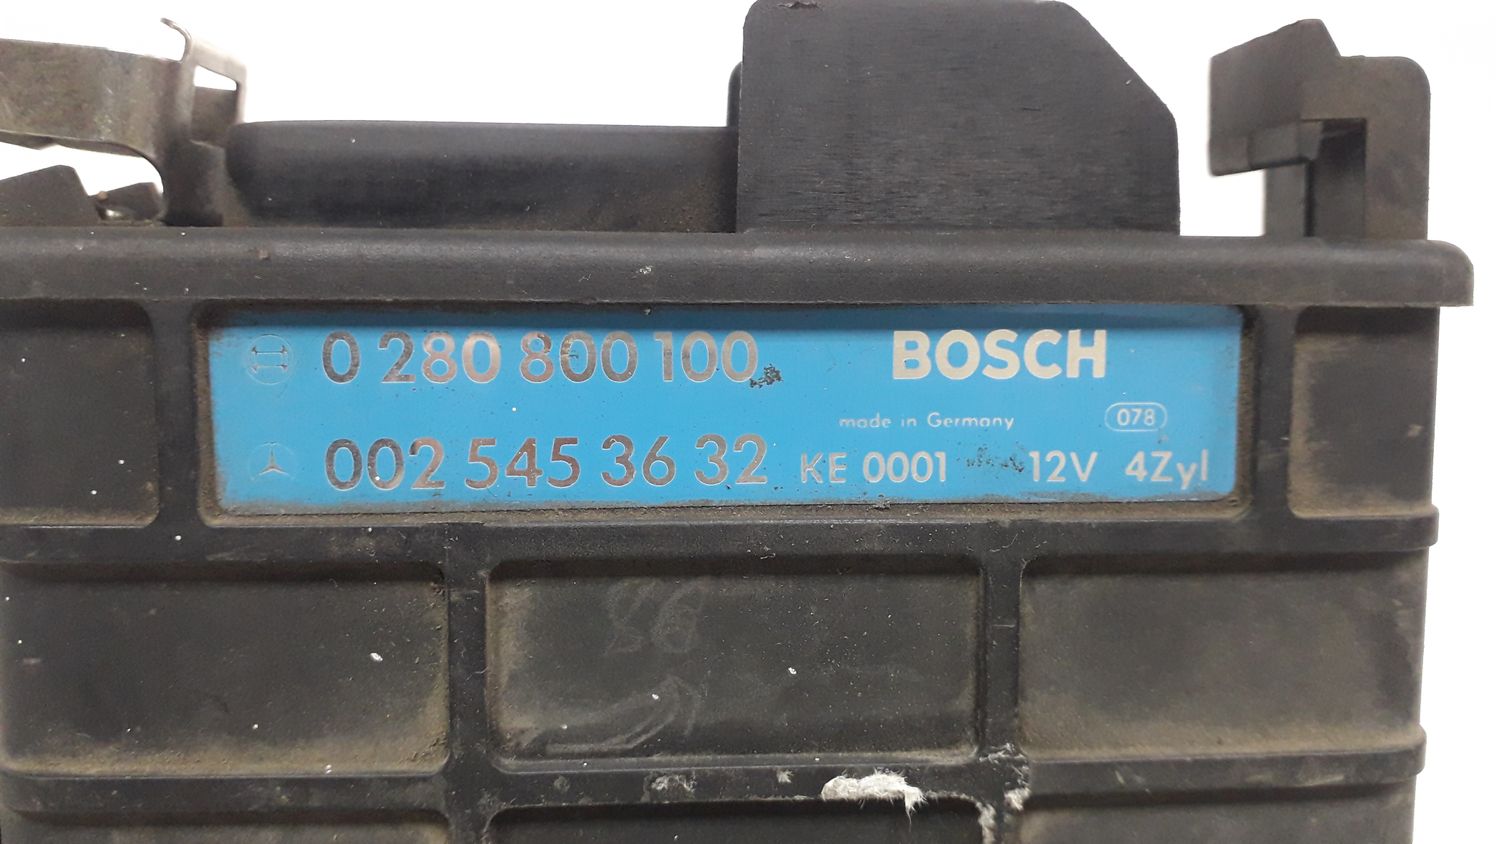 0 280 800 100 BOSCH
made in Germany 078
002 545 36 32 KE 0001 12V 4Zyl